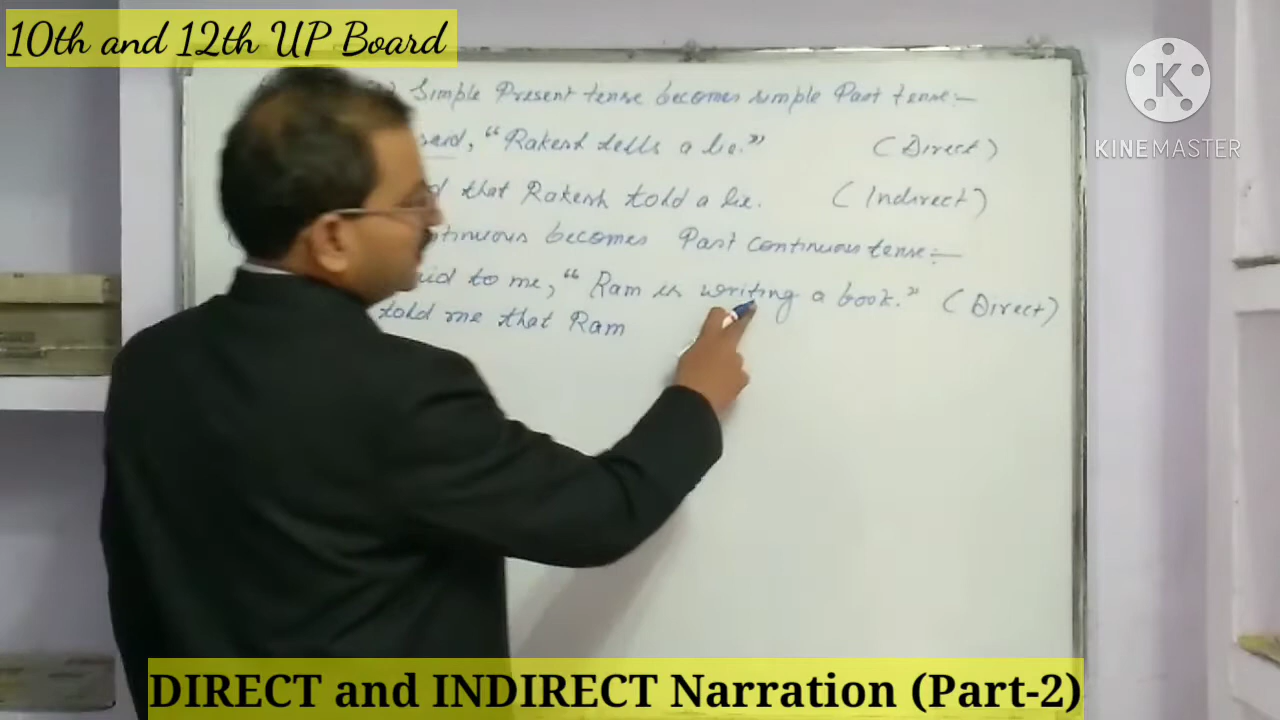 10th and 12th UP Board
KINEMASTER
Simple Present tense becomes simple Past tense:-
said, "Rakesh tells a lie." (Direct)
that Rakesh told a lie. (Indirect)
becomes Past continuous tense:-
to me, "Ram is writing a book." (Direct)
told me that Ram
DIRECT and INDIRECT Narration (Part-2)